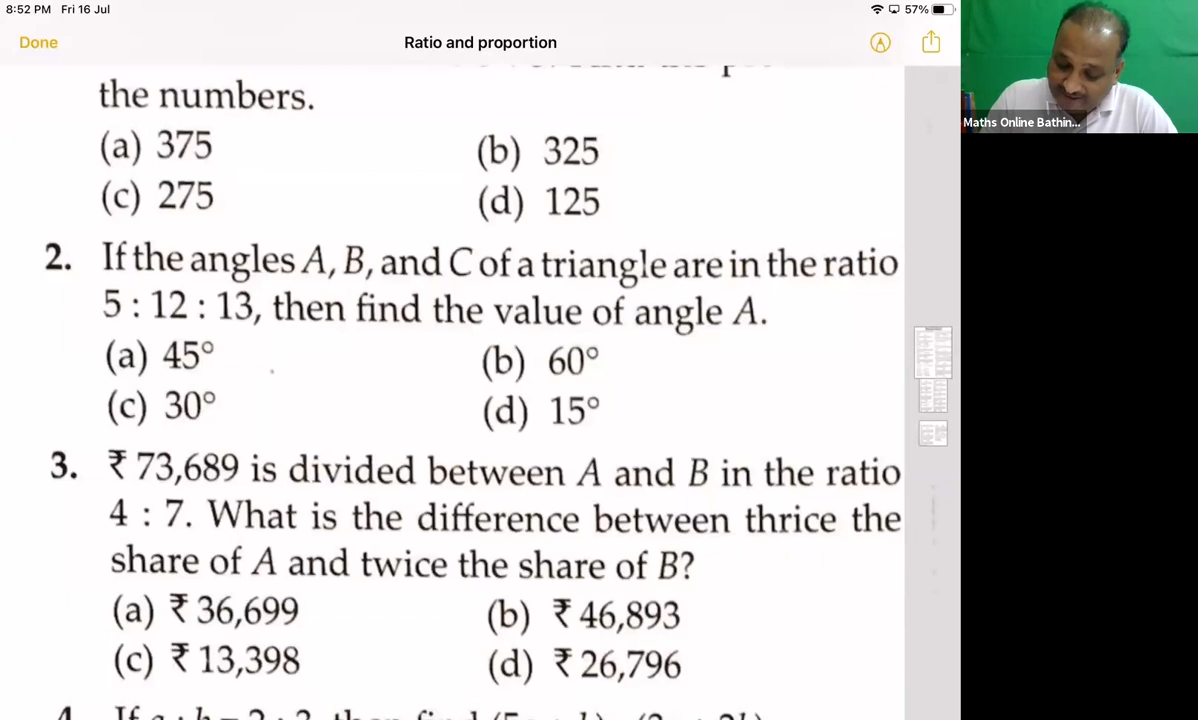 8:52 PM Fri 16 Jul
57%
Done
Ratio and proportion
the numbers.
(a) 375 (b) 325
(c) 275 (d) 125
2. If the angles A, B, and C of a triangle are in the ratio
5 : 12 : 13, then find the value of angle A.
(a) 45° (b) 60°
(c) 30° (d) 15°
3. ₹ 73,689 is divided between A and B in the ratio
4 : 7. What is the difference between thrice the
share of A and twice the share of B?
(a) ₹ 36,699 (b) ₹ 46,893
(c) ₹ 13,398 (d) ₹ 26,796
Maths Online Bathin...